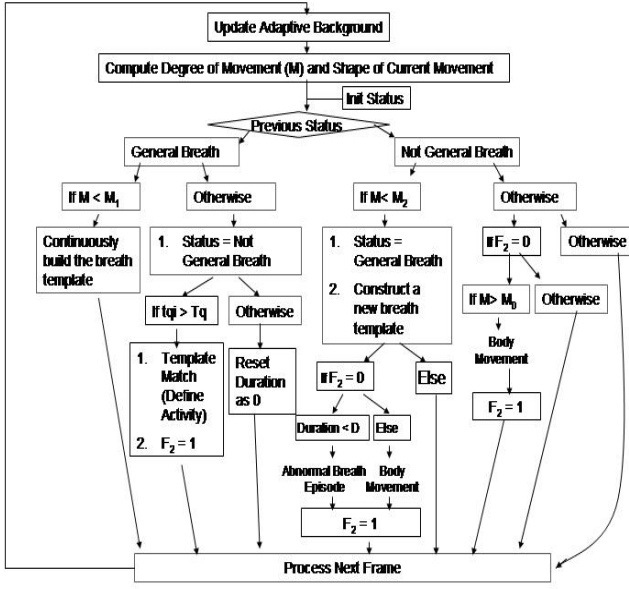 Update Adaptive Background
Compute Degree of Movement (M) and Shape of Current Movement
Init Status
Previous Status
General Breath
Not General Breath
If M < M1
Otherwise
If M< M2
Otherwise
Continuously
build the breath
template
1. Status = Not
General Breath
1. Status =
General Breath
2. Construct a
new breath
template
If F2 = 0
Otherwise
If tqi > Tq
Otherwise
If M> Mb
Otherwise
1. Template
Match
(Define
Activity)
2. F2 = 1
Reset
Duration
as 0
If F2 = 0
Else
Body
Movement
F2 = 1
Duration < D
Else
Abnormal Breath
Episode
Body
Movement
F2 = 1
Process Next Frame